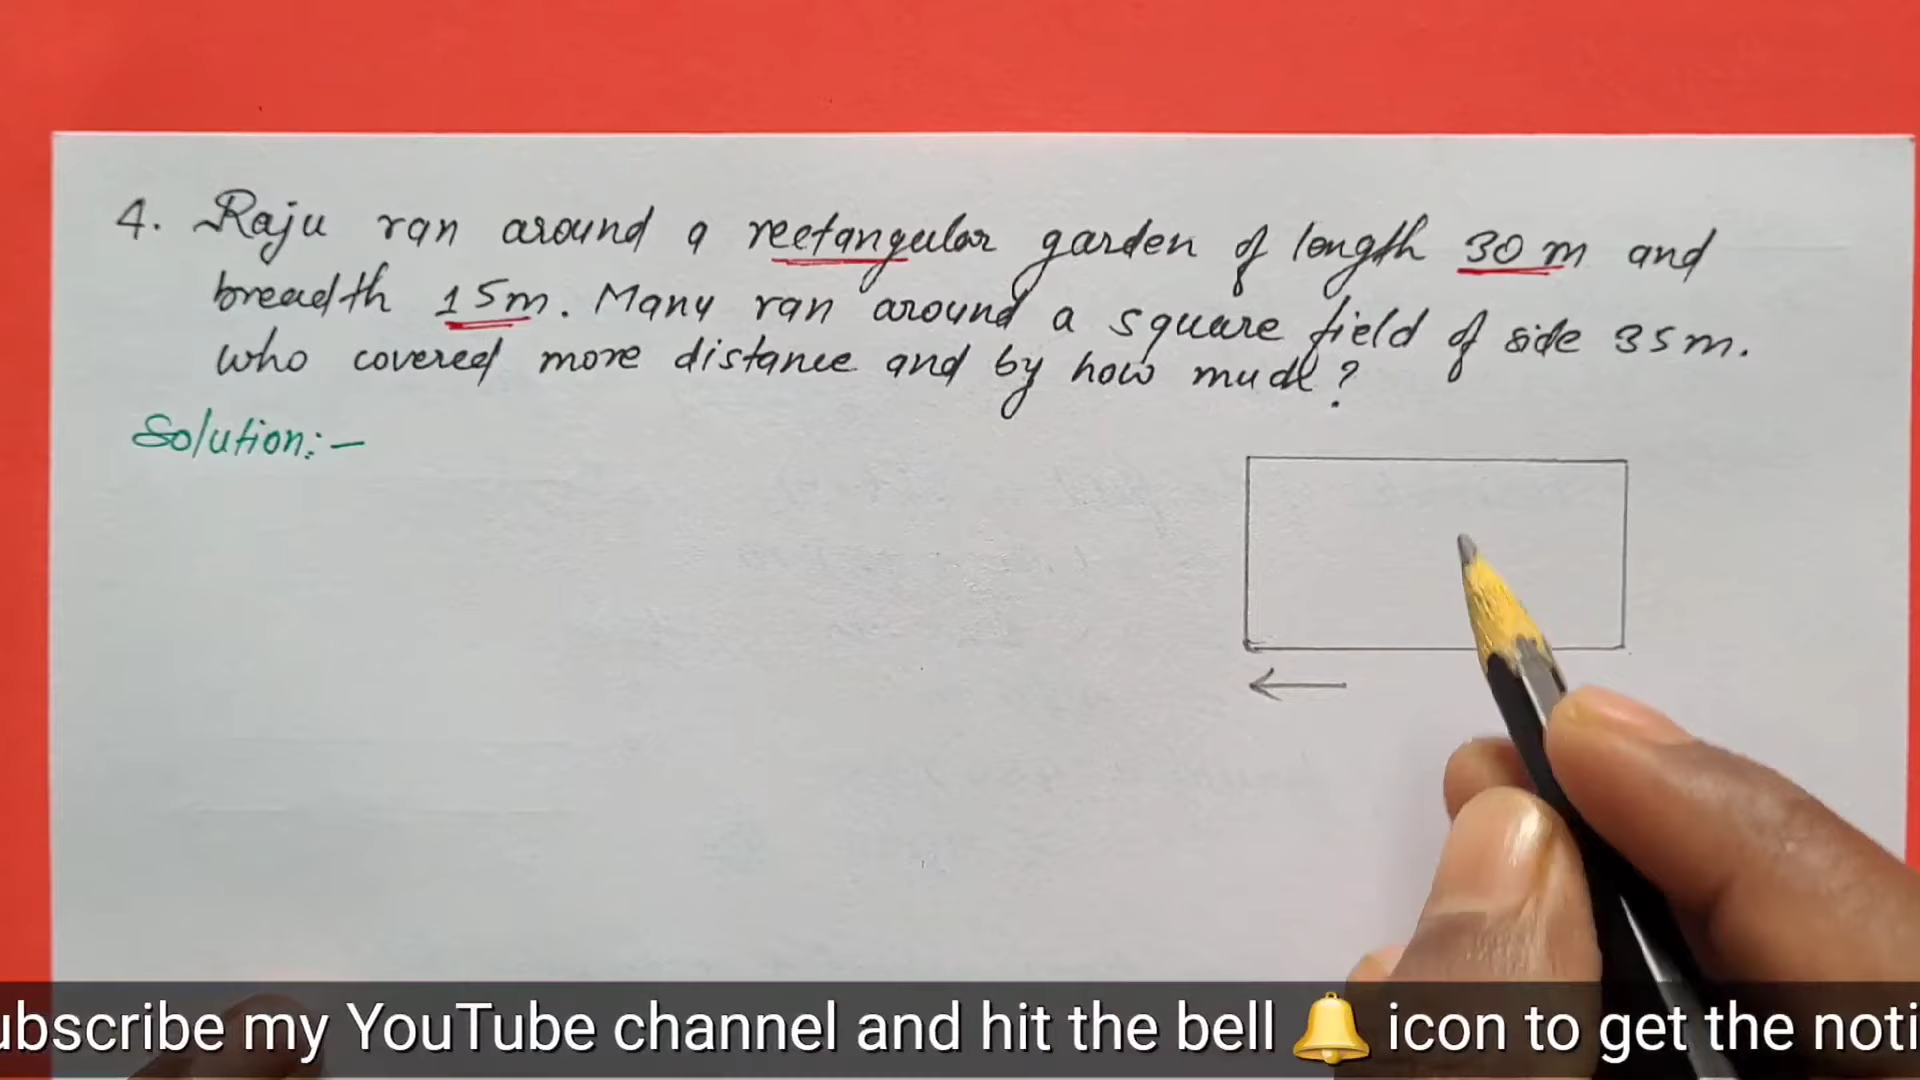 4. Raju ran around a rectangular garden of length 30 m and
breadth 15m. Many ran around a square field of side 35m.
who covered more distance and by how much?
Solution:-
ubscribe my YouTube channel and hit the bell 🔔 icon to get the noti